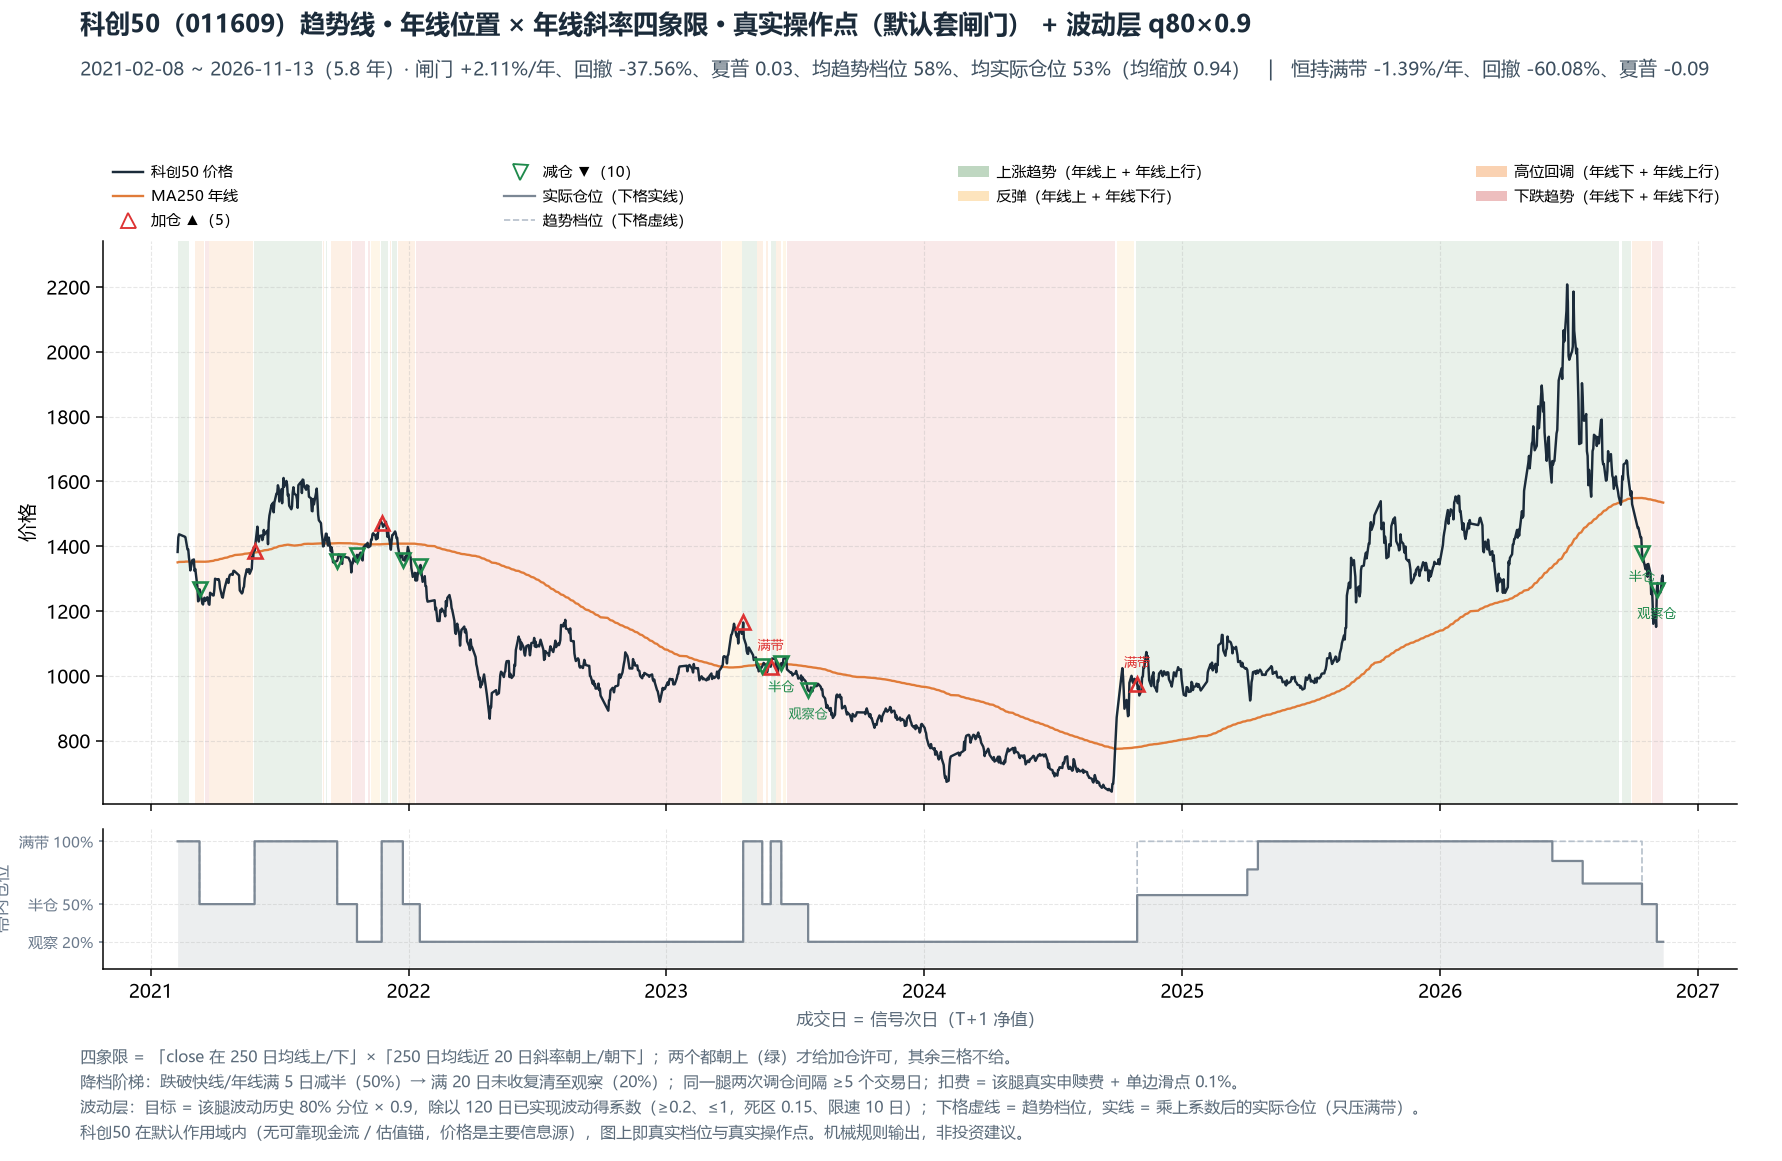 科创50（011609）趋势线・年线位置 × 年线斜率四象限・真实操作点（默认套闸门） + 波动层 q80×0.9
2021-02-08 ~ 2026-11-13（5.8 年）· 闸门 +2.11%/年、回撤 -37.56%、夏普 0.03、均趋势档位 58%、均实际仓位 53%（均缩放 0.94） | 恒持满带 -1.39%/年、回撤 -60.08%、夏普 -0.09
科创50 价格
MA250 年线
加仓 ▲（5）
减仓 ▼（10）
实际仓位（下格实线）
趋势档位（下格虚线）
上涨趋势（年线上 + 年线上行）
反弹（年线上 + 年线下行）
高位回调（年线下 + 年线上行）
下跌趋势（年线下 + 年线下行）
价格
2200
2000
1800
1600
1400
1200
1000
800
满带
半仓
观察仓
满带
半仓
观察仓
满带 100%
半仓 50%
观察 20%
2021
2022
2023
2024
2025
2026
2027
成交日 = 信号次日（T+1 净值）
四象限 = 「close 在 250 日均线上/下」×「250 日均线近 20 日斜率朝上/朝下」；两个都朝上（绿）才给加仓许可，其余三格不给。
降档阶梯：跌破快线/年线满 5 日减半（50%）→ 满 20 日未收复清至观察（20%）；同一腿两次调仓间隔 ≥5 个交易日；扣费 = 该腿真实申赎费 + 单边滑点 0.1%。
波动层：目标 = 该腿波动历史 80% 分位 × 0.9，除以 120 日已实现波动得系数（≥0.2、≤1，死区 0.15、限速 10 日）；下格虚线 = 趋势档位，实线 = 乘上系数后的实际仓位（只压满带）。
科创50 在默认作用域内（无可靠现金流 / 估值锚，价格是主要信息源），图上即真实档位与真实操作点。机械规则输出，非投资建议。